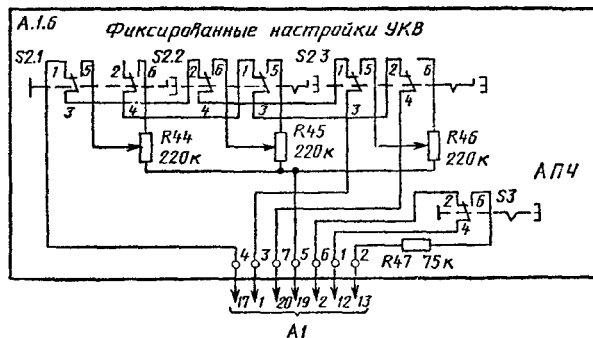 А.1.6
Фиксированные настройки УКВ
S2.1 1 5 2 6 S2.2 2 6 1 5 S2 3 1 5 2 6
3 4 4 3 3 4
R44 220к
R45 220к
R46 220к
АПЧ
2 6 S3
4
R47 75к
4 3 7 5 6 1 2
17 1 20 19 2 12 13
А1